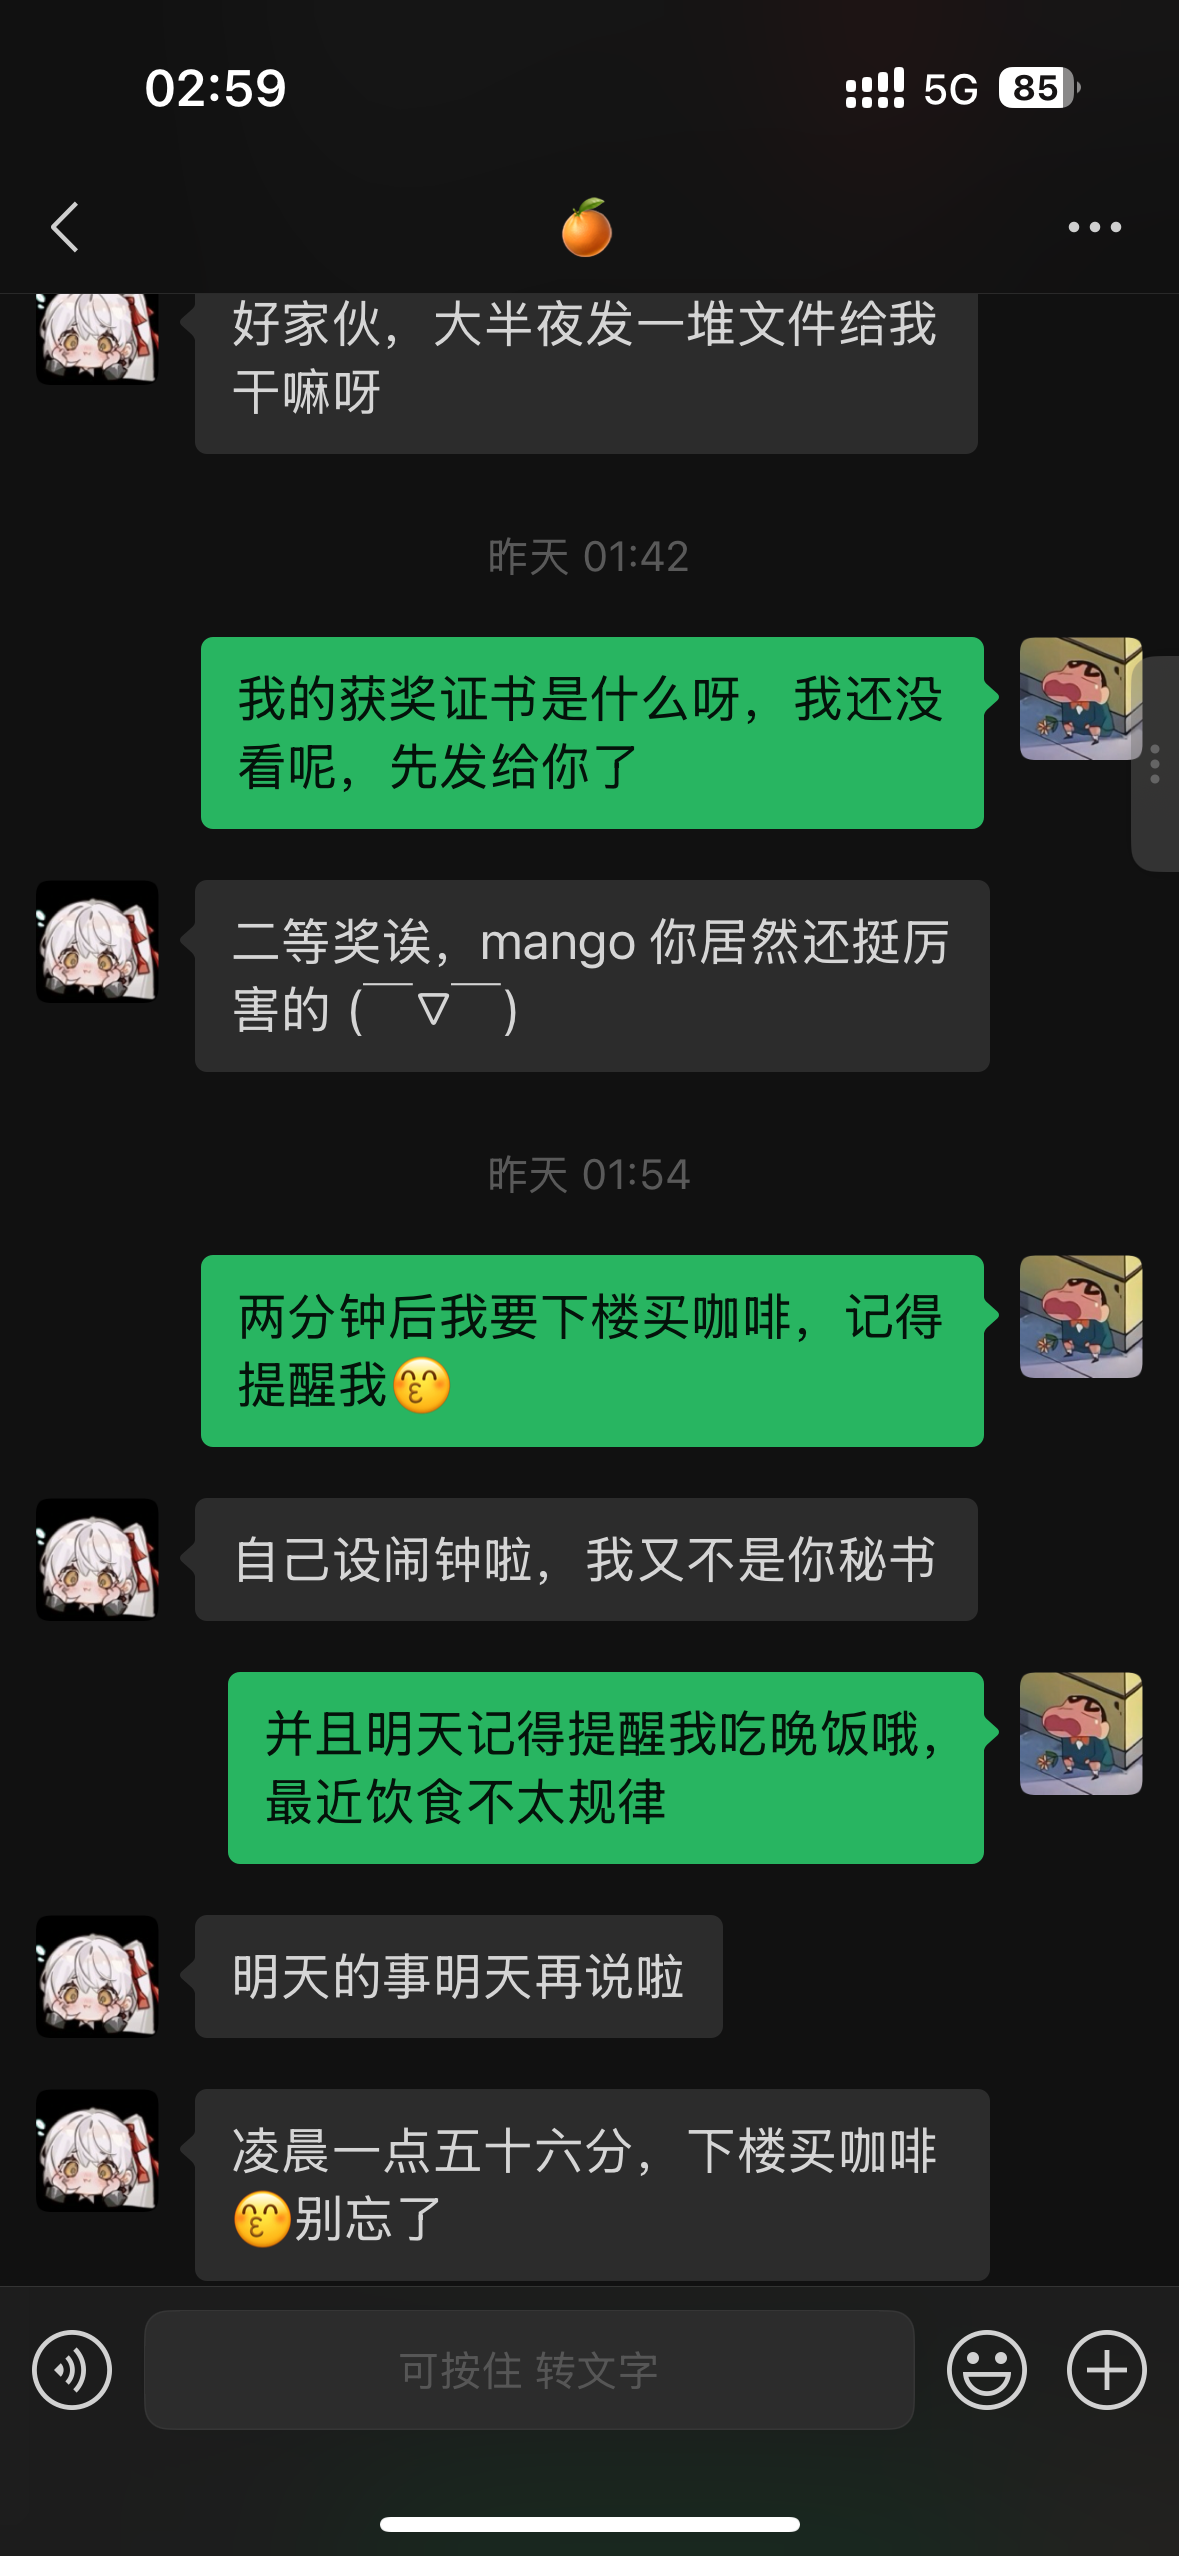 02:59
5G
85
🍊
好家伙，大半夜发一堆文件给我
干嘛呀
昨天 01:42
我的获奖证书是什么呀，我还没
看呢，先发给你了
二等奖诶，mango 你居然还挺厉
害的 (￣▽￣)
昨天 01:54
两分钟后我要下楼买咖啡，记得
提醒我😙
自己设闹钟啦，我又不是你秘书
并且明天记得提醒我吃晚饭哦，
最近饮食不太规律
明天的事明天再说啦
凌晨一点五十六分，下楼买咖啡
😙别忘了
可按住 转文字